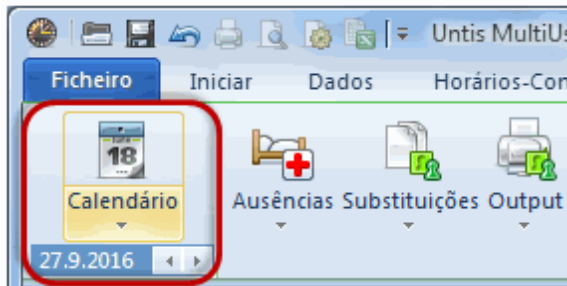 Untis MultiUs
Ficheiro Iniciar Dados Horários-Con
18
Calendário Ausências Substituições Output
27.9.2016